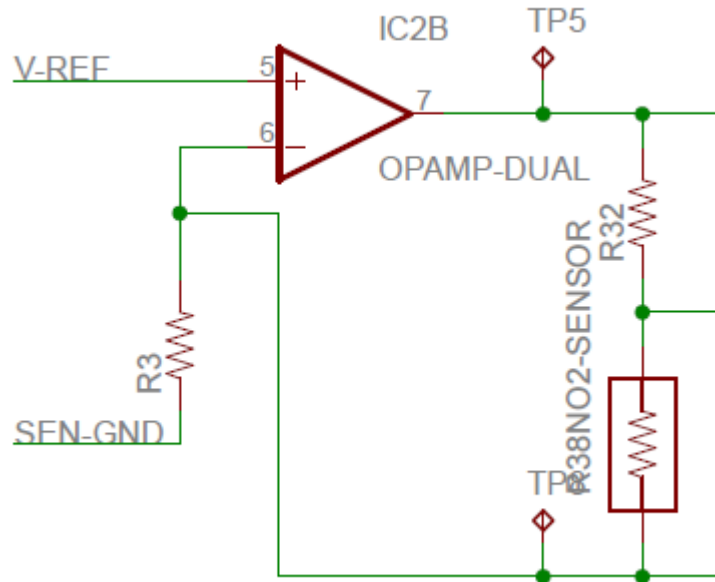 IC2B
TP5
V-REF
5
+
7
6
−
OPAMP-DUAL
R32
R38NO2-SENSOR
R3
SEN-GND